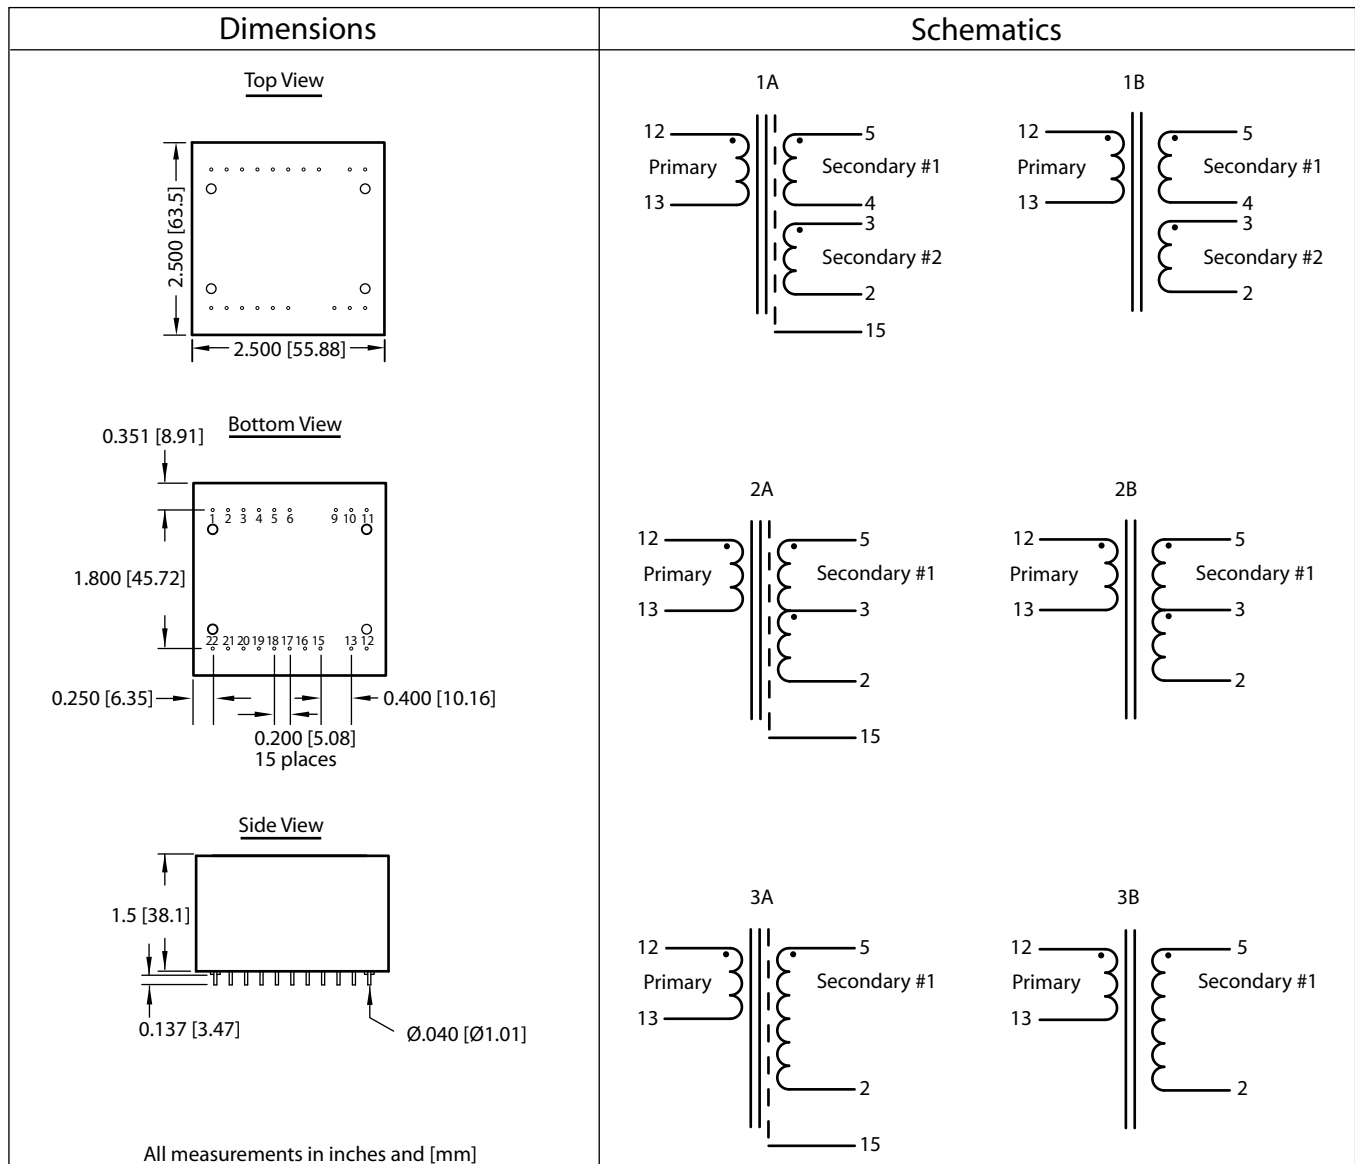 Dimensions
Schematics
Top View
2.500 [63.5]
2.500 [55.88]
Bottom View
0.351 [8.91]
1 2 3 4 5 6 9 10 11
1.800 [45.72]
22 21 20 19 18 17 16 15 13 12
0.250 [6.35]
0.400 [10.16]
0.200 [5.08]
15 places
Side View
1.5 [38.1]
0.137 [3.47]
Ø.040 [Ø1.01]
All measurements in inches and [mm]
1A
12
Primary
13
5
Secondary #1
4
3
Secondary #2
2
15
1B
12
Primary
13
5
Secondary #1
4
3
Secondary #2
2
2A
12
Primary
13
5
Secondary #1
3
2
15
2B
12
Primary
13
5
Secondary #1
3
2
3A
12
Primary
13
5
Secondary #1
2
15
3B
12
Primary
13
5
Secondary #1
2